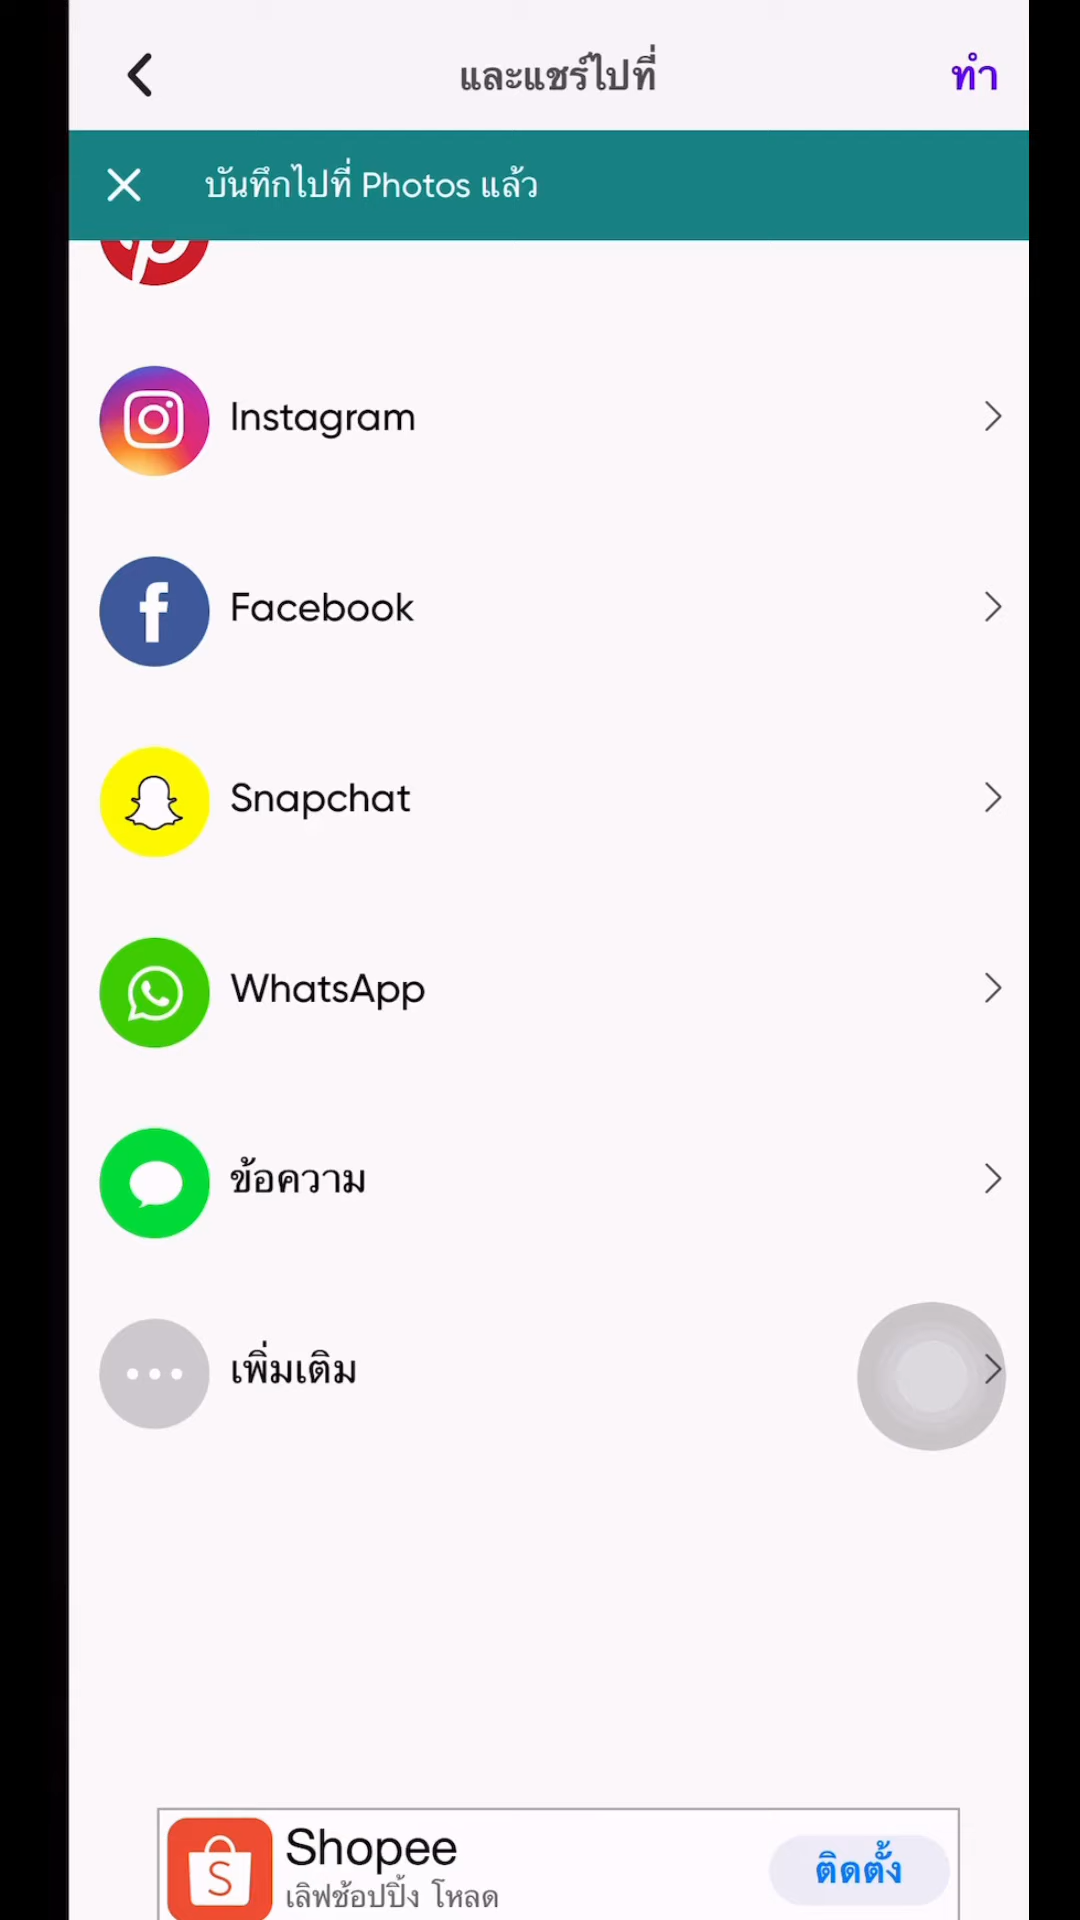 และแชร์ไปที่
ทำ
บันทึกไปที่ Photos แล้ว
Instagram
Facebook
Snapchat
WhatsApp
ข้อความ
เพิ่มเติม
Shopee
เลิฟช้อปปิ้ง โหลด
ติดตั้ง